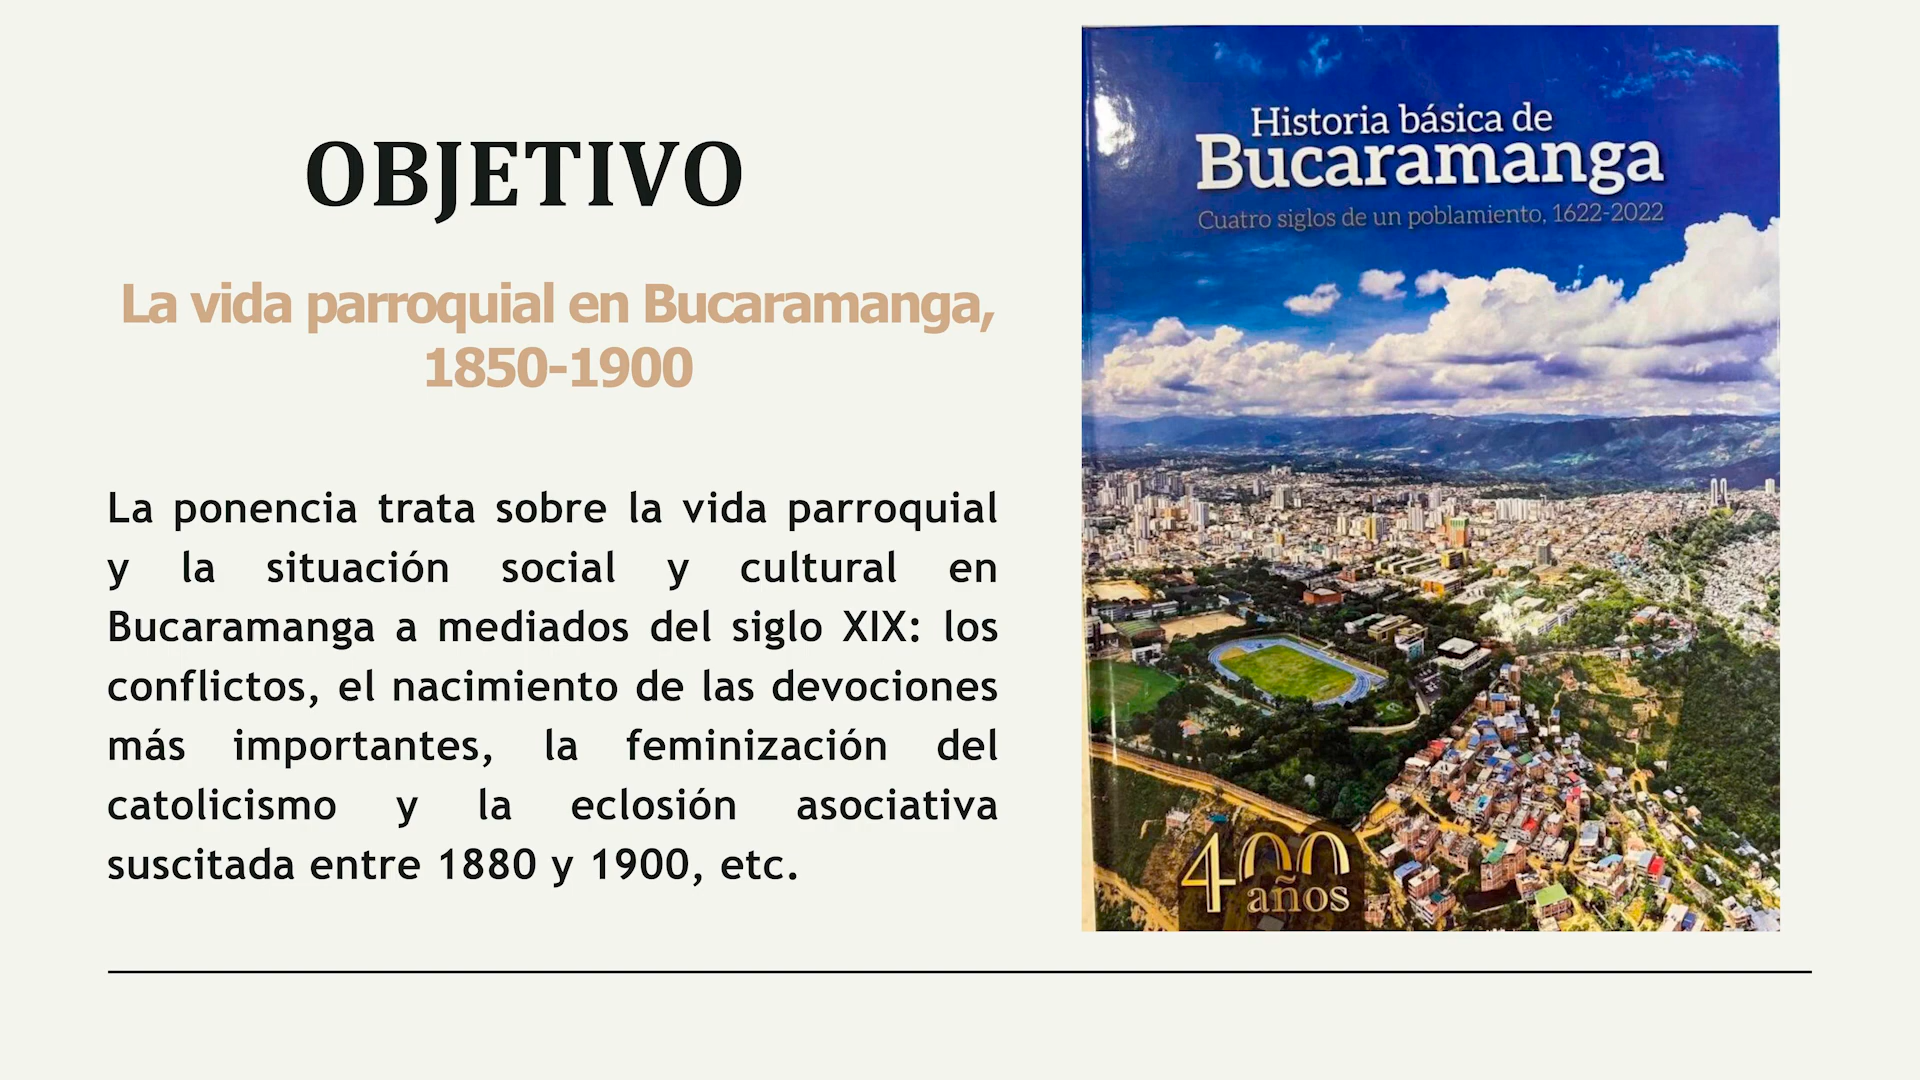 OBJETIVO
La vida parroquial en Bucaramanga,
1850-1900
La ponencia trata sobre la vida parroquial
y la situación social y cultural en
Bucaramanga a mediados del siglo XIX: los
conflictos, el nacimiento de las devociones
más importantes, la feminización del
catolicismo y la eclosión asociativa
suscitada entre 1880 y 1900, etc.
Historia básica de
Bucaramanga
Cuatro siglos de un poblamiento, 1622-2022
400
años